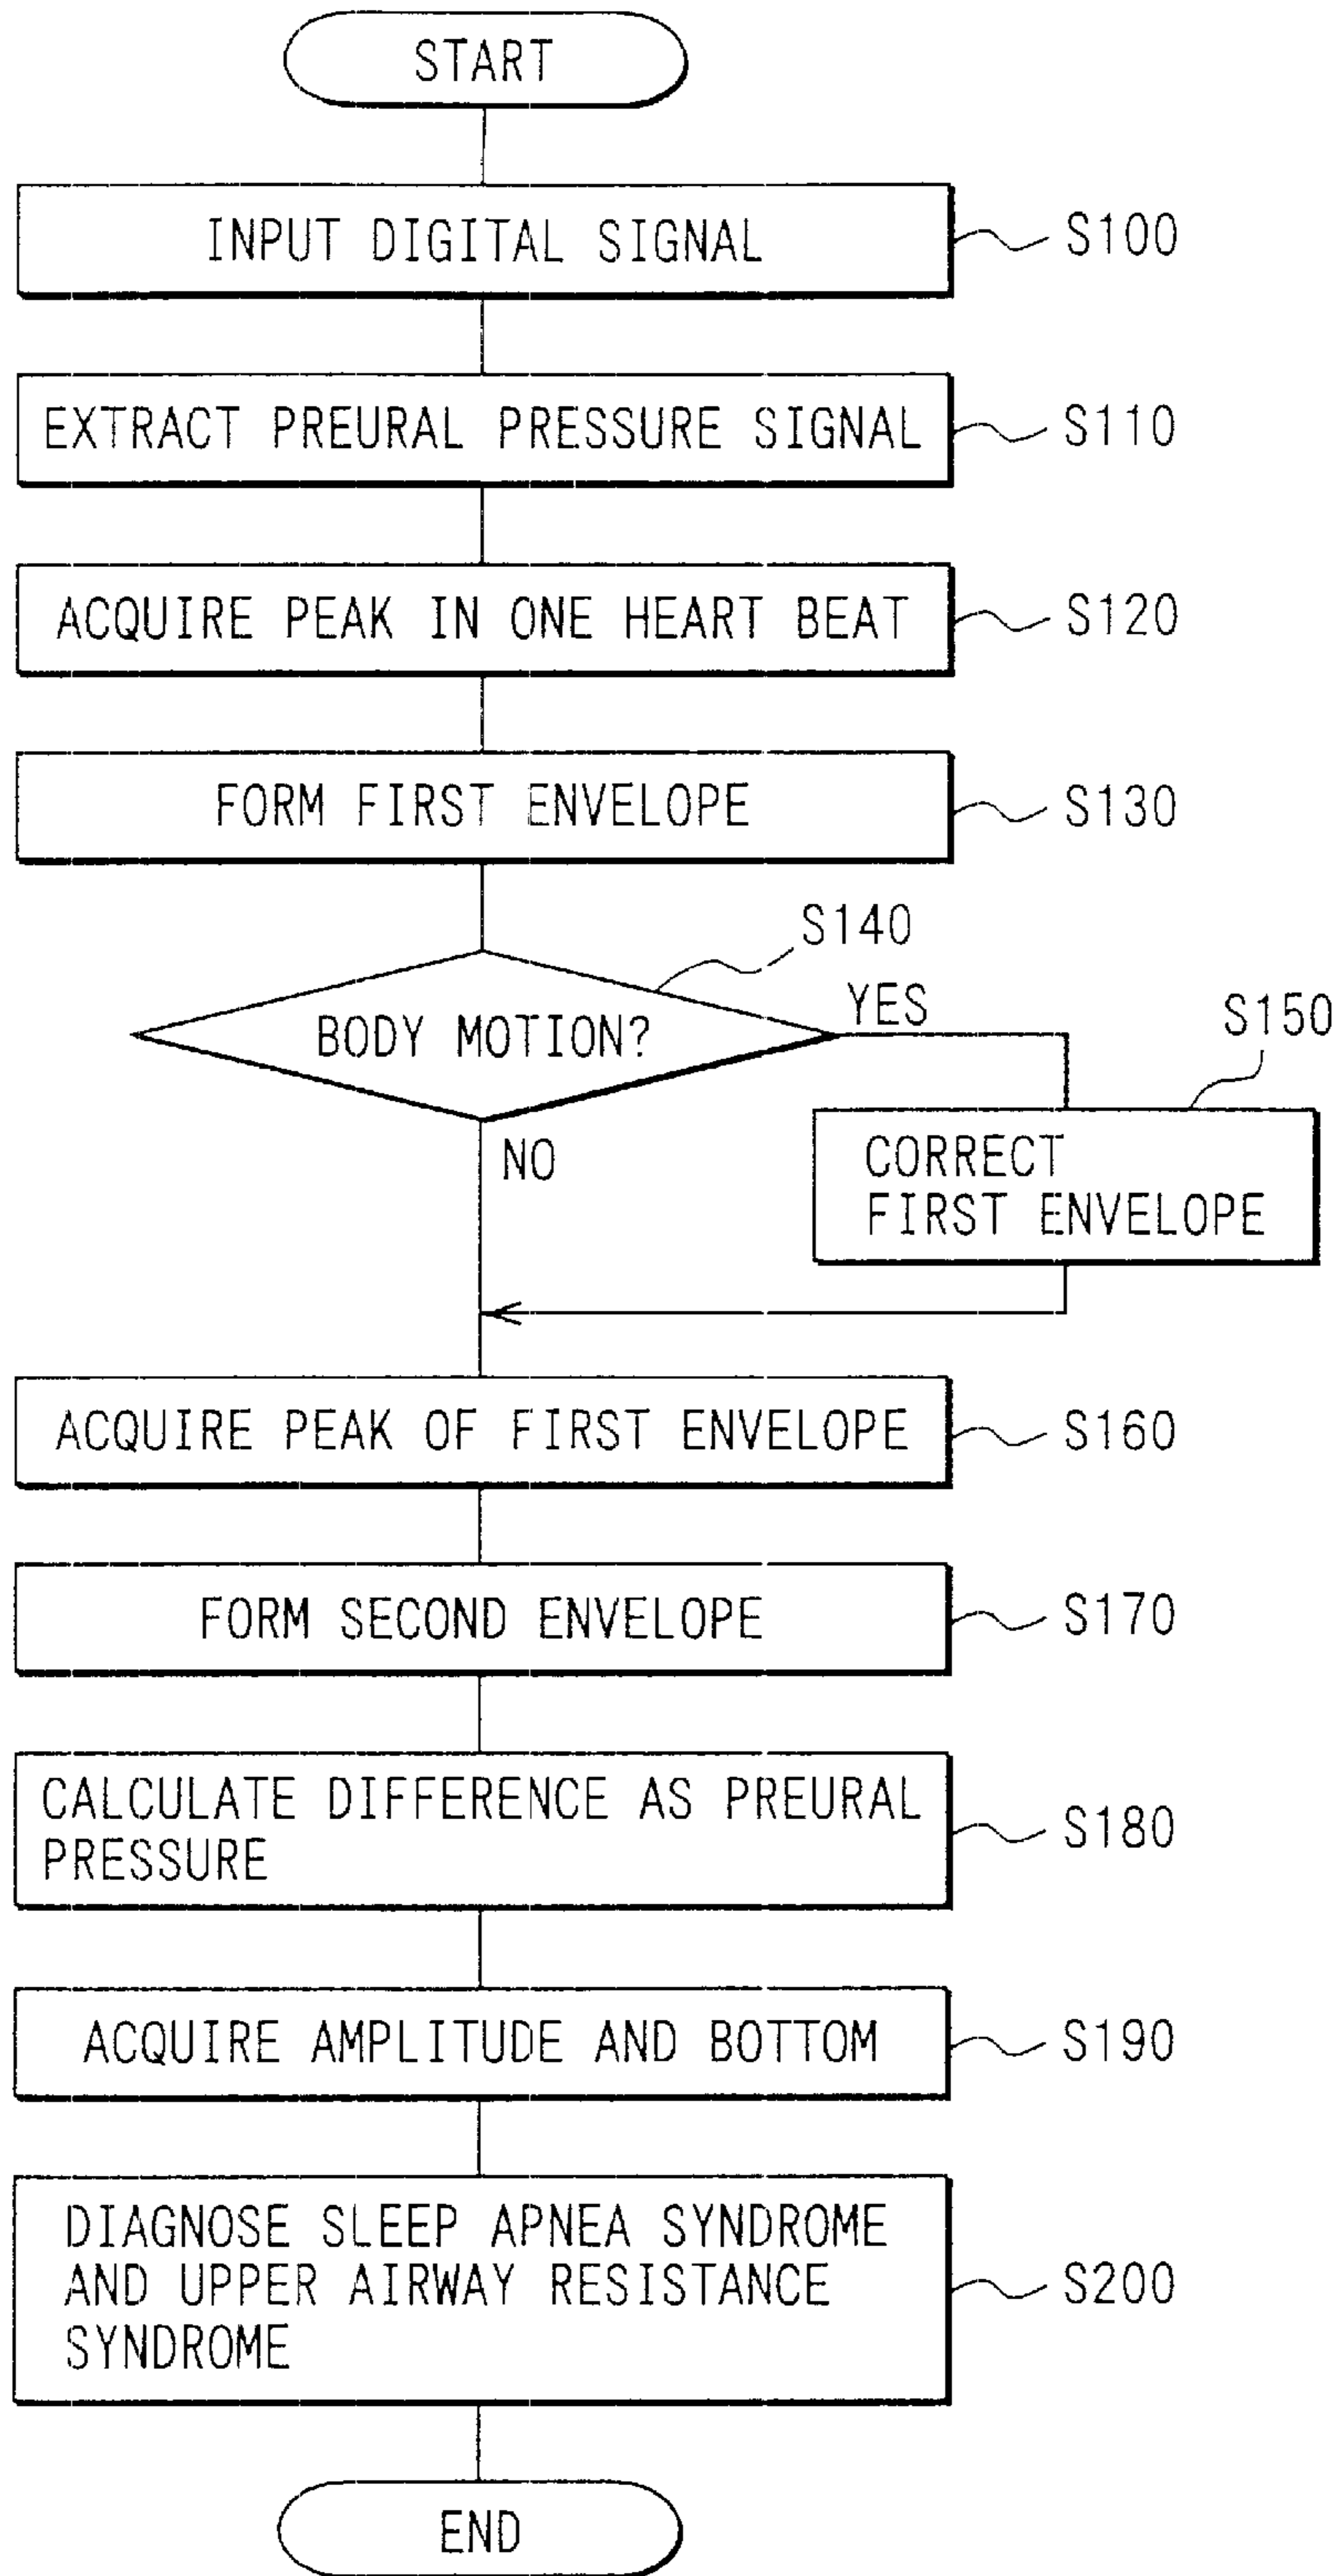 START
INPUT DIGITAL SIGNAL
S100
EXTRACT PREURAL PRESSURE SIGNAL
S110
ACQUIRE PEAK IN ONE HEART BEAT
S120
FORM FIRST ENVELOPE
S130
S140
BODY MOTION?
YES
S150
NO
CORRECT
FIRST ENVELOPE
ACQUIRE PEAK OF FIRST ENVELOPE
S160
FORM SECOND ENVELOPE
S170
CALCULATE DIFFERENCE AS PREURAL
PRESSURE
S180
ACQUIRE AMPLITUDE AND BOTTOM
S190
DIAGNOSE SLEEP APNEA SYNDROME
AND UPPER AIRWAY RESISTANCE
SYNDROME
S200
END